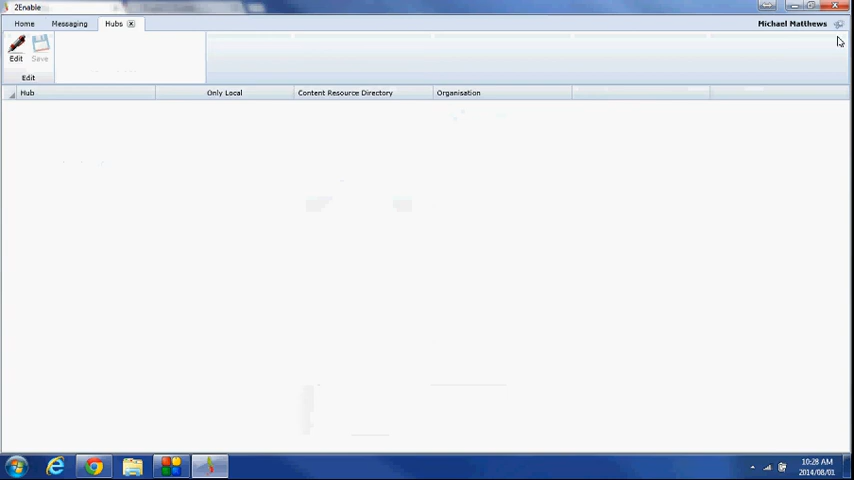 2Enable
Home Messaging Hubs Michael Matthews
Edit Save
Edit
Hub Only Local Content Resource Directory Organisation
10:28 AM
2014/08/01